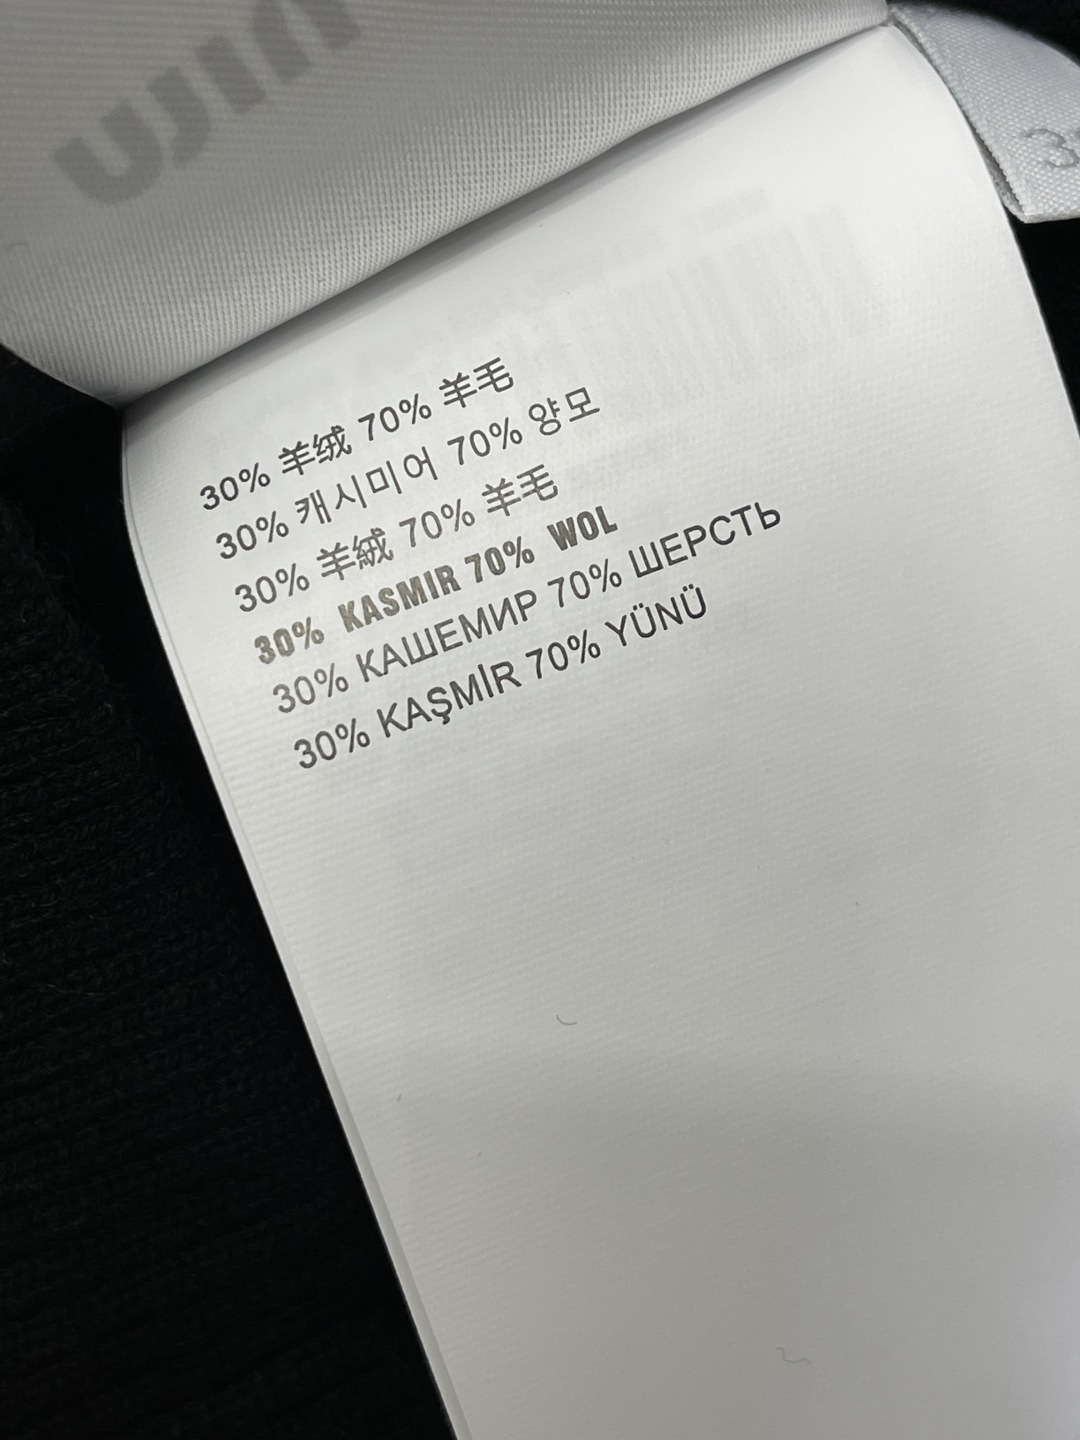 30% 羊绒 70% 羊毛
30% 캐시미어 70% 양모
30% 羊絨 70% 羊毛
30% KASMIR 70% WOL
30% КАШЕМИР 70% ШЕРСТЬ
30% KAŞMİR 70% YÜNÜ